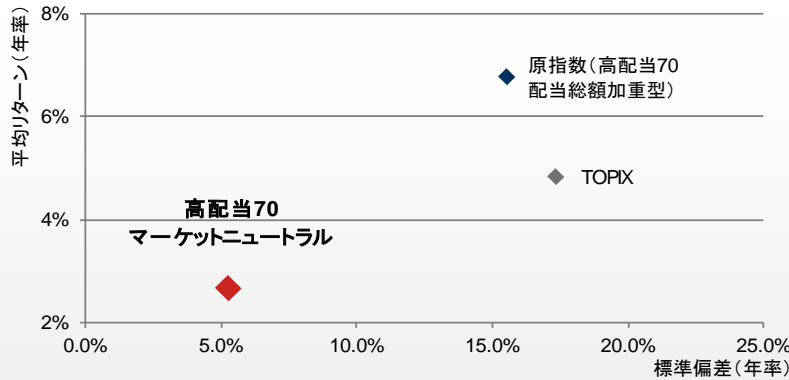 平均リターン（年率）
8%
6%
4%
2%
原指数（高配当70
配当総額加重型）
TOPIX
高配当70
マーケットニュートラル
0.0%
5.0%
10.0%
15.0%
20.0%
25.0%
標準偏差（年率）